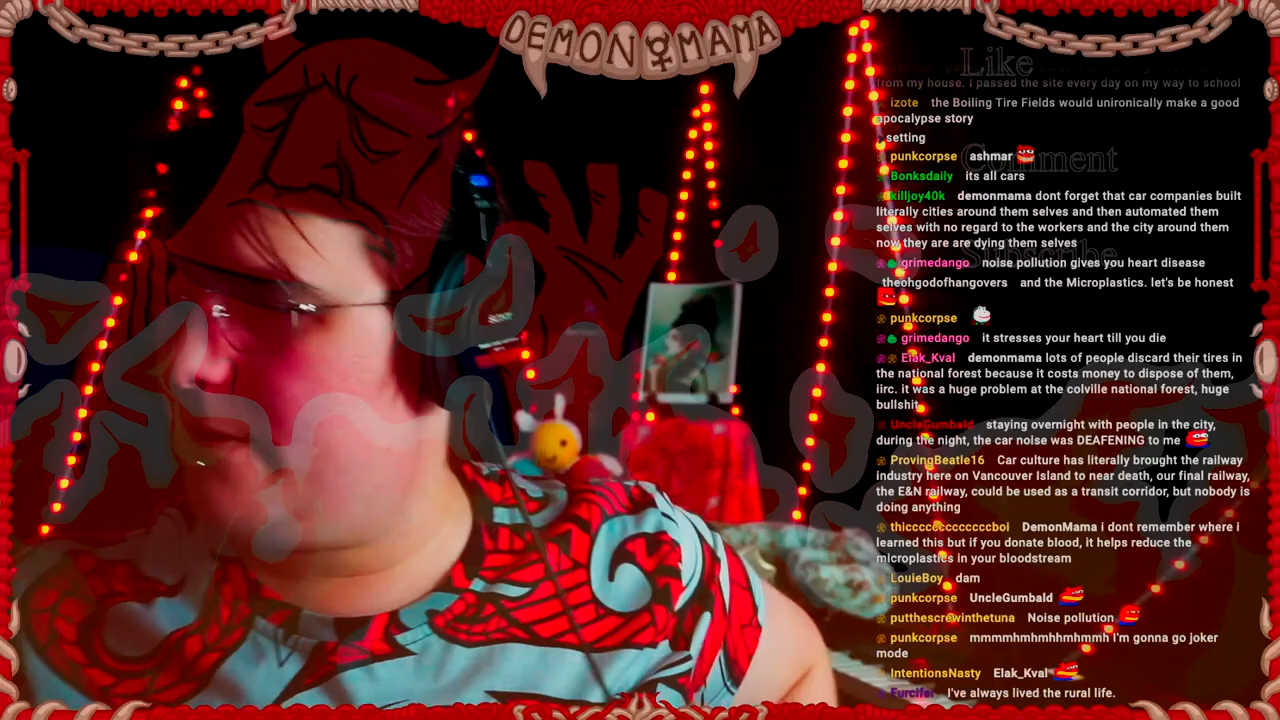 DEMON MAMA
Like
from my house. I passed the site every day on my way to school
izote the Boiling Tire Fields would unironically make a good
apocalypse story
setting
Comment
punkcorpse ashmar
Bonksdaily its all cars
killjoy40k demonmama dont forget that car companies built
literally cities around them selves and then automated them
selves with no regard to the workers and the city around them
now they are are dying them selves
Subscribe
grimedango noise pollution gives you heart disease
theohgodofhangovers and the Microplastics. let's be honest
punkcorpse
grimedango it stresses your heart till you die
Elak_Kval demonmama lots of people discard their tires in
the national forest because it costs money to dispose of them,
iirc. it was a huge problem at the colville national forest, huge
bullshit
UncleGumbald staying overnight with people in the city,
during the night, the car noise was DEAFENING to me
ProvingBeatle16 Car culture has literally brought the railway
industry here on Vancouver Island to near death, our final railway,
the E&N railway, could be used as a transit corridor, but nobody is
doing anything
thicccccccccccccboi DemonMama i dont remember where i
learned this but if you donate blood, it helps reduce the
microplastics in your bloodstream
LouieBoy dam
punkcorpse UncleGumbald
putthescrewinthetuna Noise pollution
punkcorpse mmmmhmhmhhmhmmh I'm gonna go joker
mode
IntentionsNasty Elak_Kval
Furcifer I've always lived the rural life.